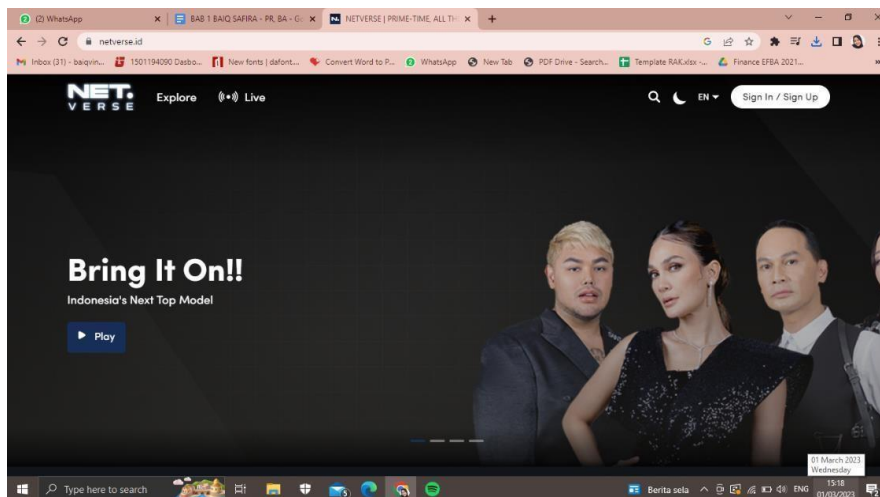 (2) WhatsApp
BAB 1 BAIQ SAFIRA - PR, BA - Go
NETVERSE | PRIME-TIME, ALL TH
netverse.id
Inbox (31) - baiqvin...
1501194090 Dasbo...
New fonts | dafont....
Convert Word to P...
WhatsApp
New Tab
PDF Drive - Search...
Template RAK.xlsx -...
Finance EFBA 2021...
NET.
VERSE
Explore
Live
EN
Sign In / Sign Up
Bring It On!!
Indonesia's Next Top Model
Play
01 March 2023
Wednesday
Type here to search
Berita sela
ENG
15:18
01/03/2023